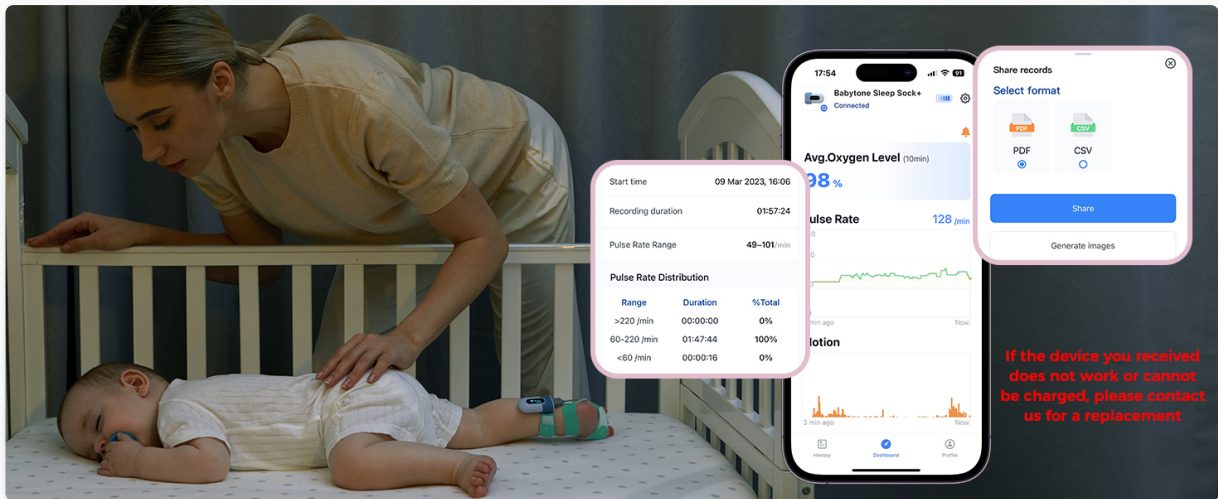 Start time 09 Mar 2023, 16:06
Recording duration 01:57:24
Pulse Rate Range 49–101/min
Pulse Rate Distribution
Range Duration %Total
>220 /min 00:00:00 0%
60-220 /min 01:47:44 100%
<60 /min 00:00:16 0%
17:54 91
Babytone Sleep Sock+
Connected
Avg.Oxygen Level (10min)
98 %
ulse Rate 128 /min
min ago Now
otion
3 min ago Now
History Dashboard Profile
Share records
Select format
PDF CSV
PDF CSV
Share
Generate images
If the device you received
does not work or cannot
be charged, please contact
us for a replacement